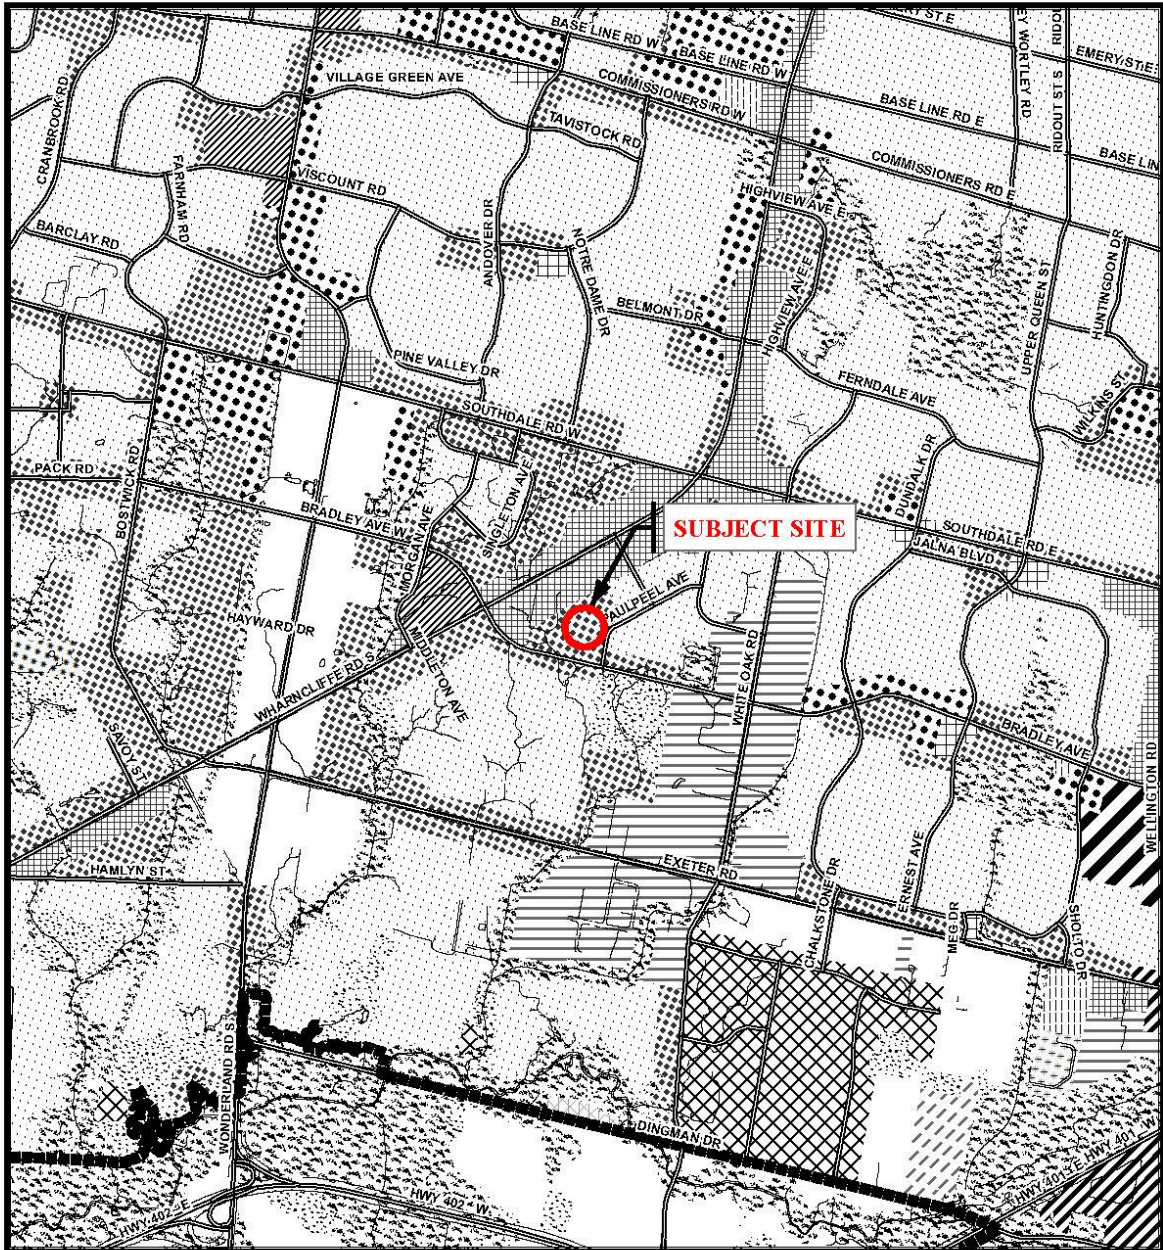 EMERY ST E
BASE LINE RD W
BASE LINE RD W
WORTLEY RD
RIDOUT ST S
RIDOU
EMERY ST E
VILLAGE GREEN AVE
COMMISSIONERS RD W
BASE LINE RD E
CRANBROOK RD
TAVISTOCK RD
BASE LIN
FARNHAM RD
VISCOUNT RD
COMMISSIONERS RD E
HIGHVIEW AVE E
BARCLAY RD
ANDOVER DR
NOTRE DAME DR
HIGHVIEW AVE E
UPPER QUEEN ST
HUNTINGDON DR
BELMONT DR
PINE VALLEY DR
FERNDALE AVE
WILKINS ST
SOUTHDALE RD W
DUNDALK DR
PACK RD
BOSTWICK RD
BRADLEY AVE W
MORGAN AVE
SINGLETON AVE
SUBJECT SITE
SOUTHDALE RD E
JALNA BLVD
PAULPEEL AVE
HAYWARD DR
MIDDLETON AVE
WHARNCLIFFE RD S
WHITE OAK RD
SAVOY ST
BRADLEY AVE
WELLINGTON RD
HAMLYN ST
EXETER RD
CHALKSTONE DR
ERNEST AVE
MEG DR
SHOLTO DR
WONDERLAND RD S
DINGMAN DR
HWY 402 E
HWY 402 W
HWY 401 E
HWY 401 W